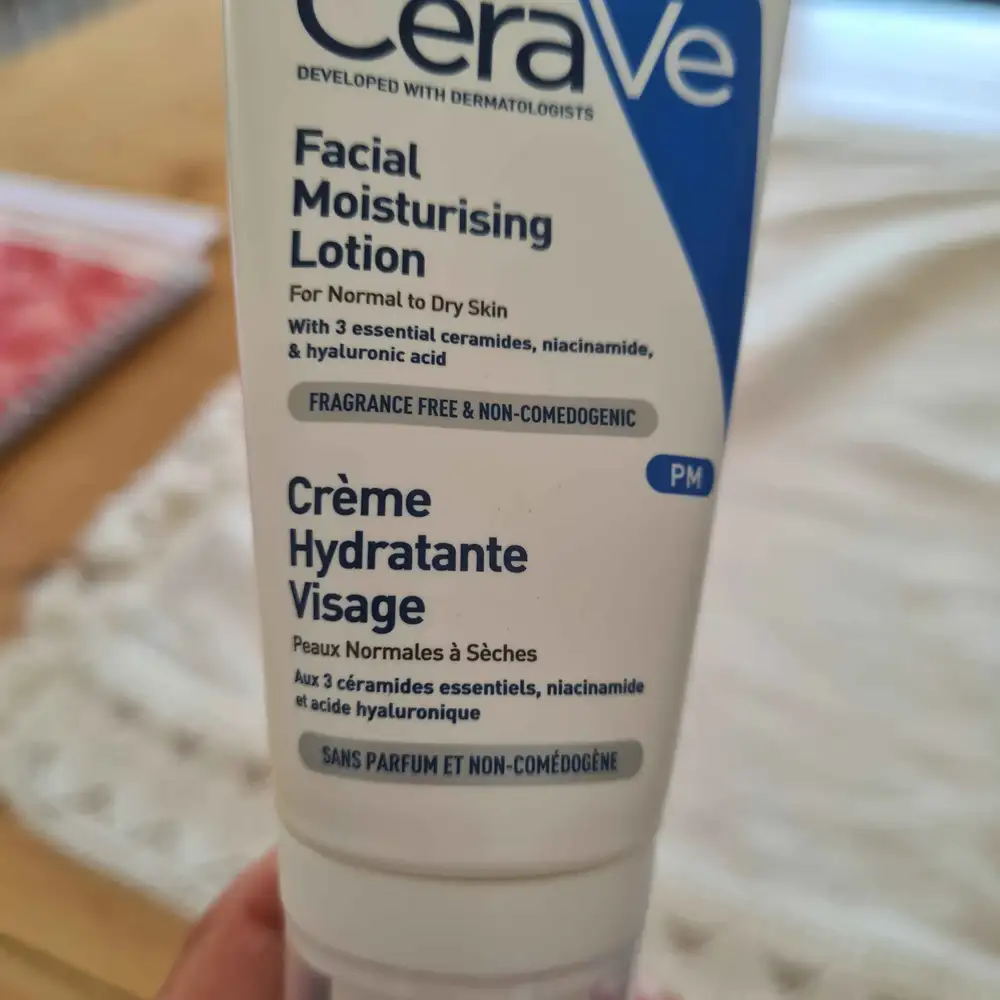 CeraVe
DEVELOPED WITH DERMATOLOGISTS
Facial
Moisturising
Lotion
For Normal to Dry Skin
With 3 essential ceramides, niacinamide,
& hyaluronic acid
FRAGRANCE FREE & NON-COMEDOGENIC
PM
Crème
Hydratante
Visage
Peaux Normales à Sèches
Aux 3 céramides essentiels, niacinamide
et acide hyaluronique
SANS PARFUM ET NON-COMÉDOGÈNE